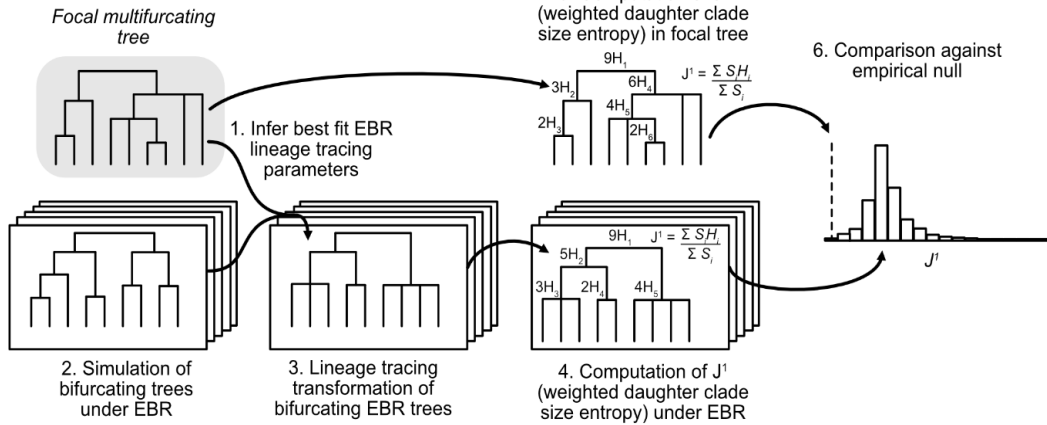 Focal multifurcating
tree
(weighted daughter clade
size entropy) in focal tree
9H₁
3H₂
6H₄
J¹ = Σ SᵢHᵢ
Σ Sᵢ
4H₅
2H₃
2H₆
6. Comparison against
empirical null
J¹
1. Infer best fit EBR
lineage tracing
parameters
2. Simulation of
bifurcating trees
under EBR
3. Lineage tracing
transformation of
bifurcating EBR trees
9H₁
J¹ = Σ SᵢHᵢ
Σ Sᵢ
5H₂
3H₃
2H₄
4H₅
4. Computation of J¹
(weighted daughter clade
size entropy) under EBR